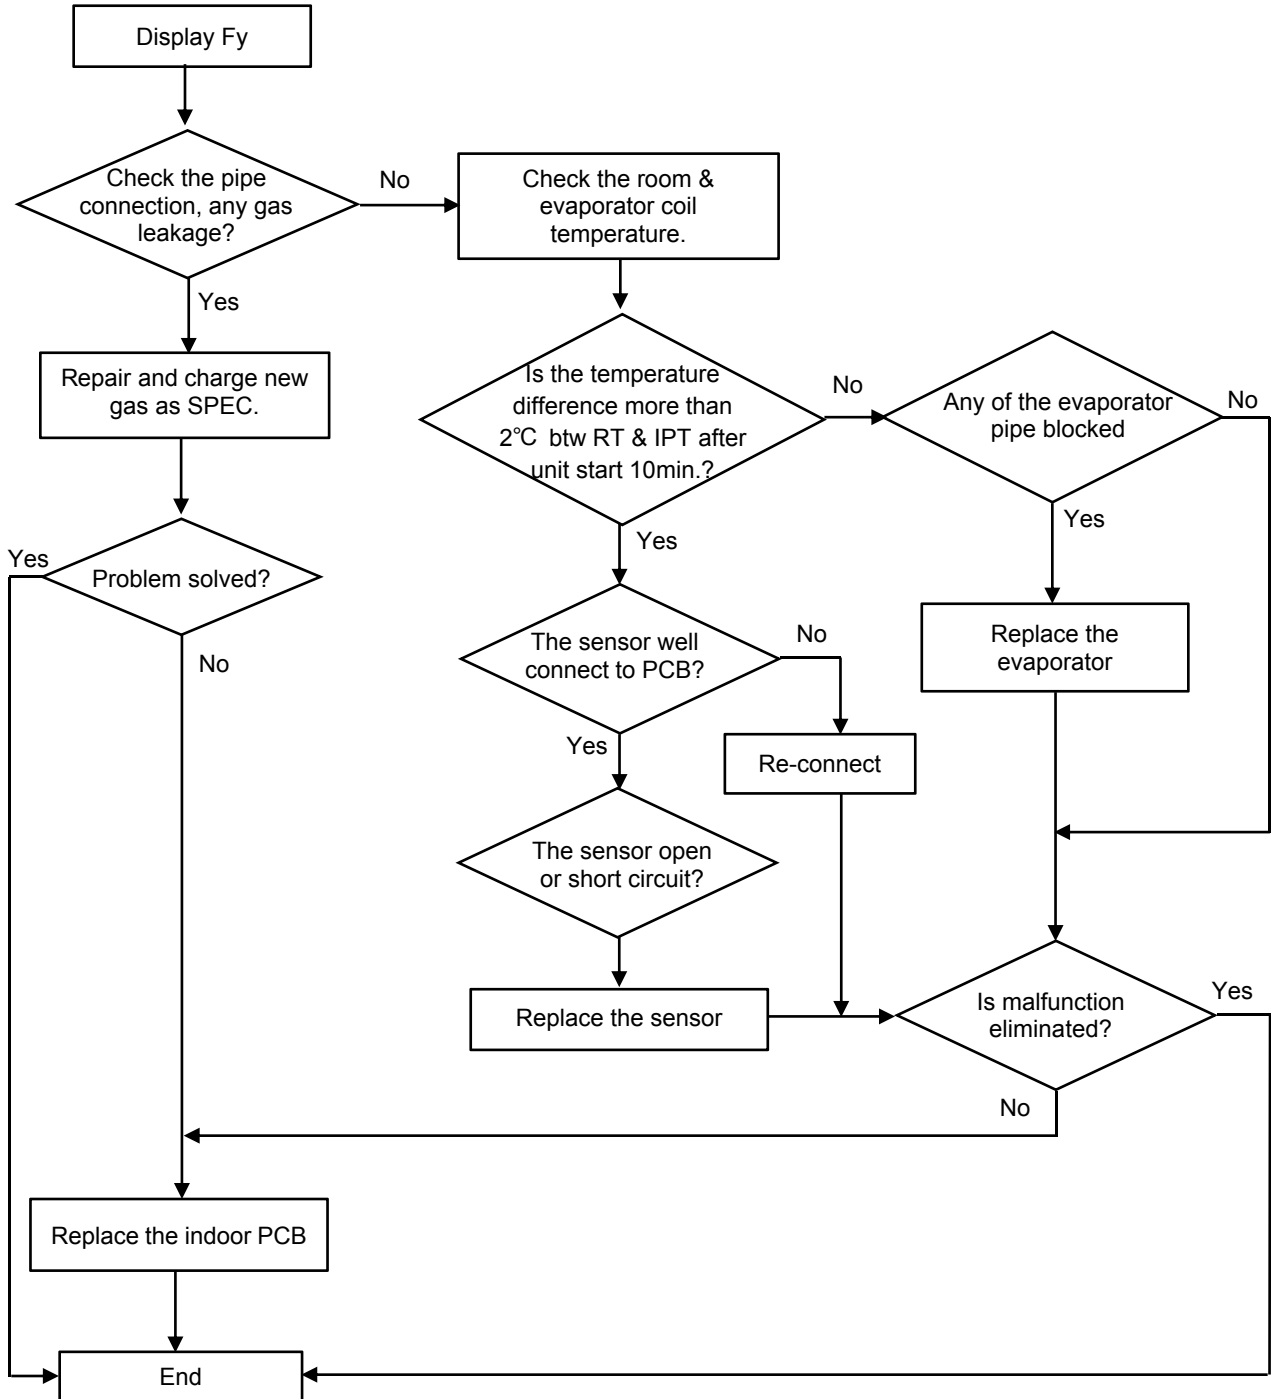 Display Fy
Check the pipe
connection, any gas
leakage?
No
Check the room &
evaporator coil
temperature.
Yes
Repair and charge new
gas as SPEC.
Is the temperature
difference more than
2℃ btw RT & IPT after
unit start 10min.?
No
Any of the evaporator
pipe blocked
No
Yes
Yes
Yes
Problem solved?
No
The sensor well
connect to PCB?
No
Replace the
evaporator
Yes
Re-connect
The sensor open
or short circuit?
Replace the sensor
Is malfunction
eliminated?
Yes
No
Replace the indoor PCB
End